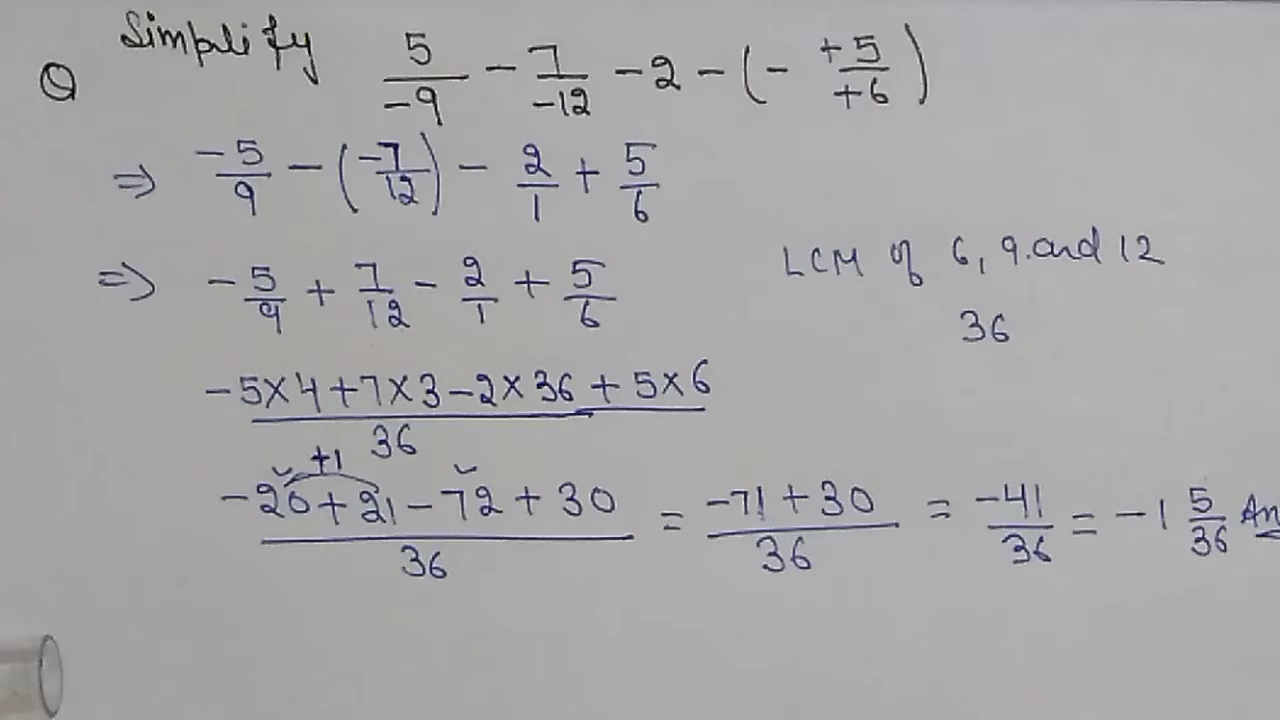 Simplify
Q 5/-9 - 7/-12 - 2 - (- +5/+6)
⇒ -5/9 - (-7/12) - 2/1 + 5/6
LCM of 6, 9 and 12
⇒ -5/9 + 7/12 - 2/1 + 5/6
36
-5×4+7×3-2×36+5×6/36
+1
-20+21-72+30/36 = -71+30/36 = -41/36 = -1 5/36 An